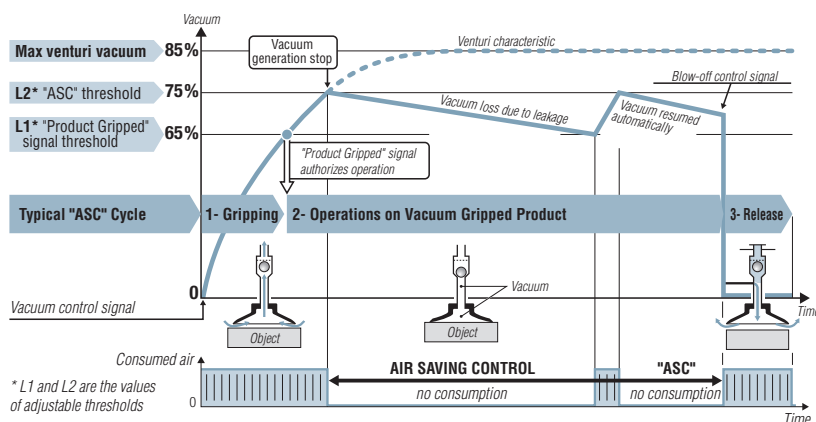 Vacuum
Max venturi vacuum
85%
Vacuum
generation stop
Venturi characteristic
L2* "ASC" threshold
75%
Blow-off control signal
Vacuum loss due to leakage
Vacuum resumed
automatically
L1* "Product Gripped"
signal threshold
65%
"Product Gripped" signal
authorizes operation
Typical "ASC" Cycle
1- Gripping
2- Operations on Vacuum Gripped Product
3- Release
0
Vacuum
Time
Vacuum control signal
Object
Object
Consumed air
AIR SAVING CONTROL
"ASC"
* L1 and L2 are the values
of adjustable thresholds
no consumption
no consumption
0
Time